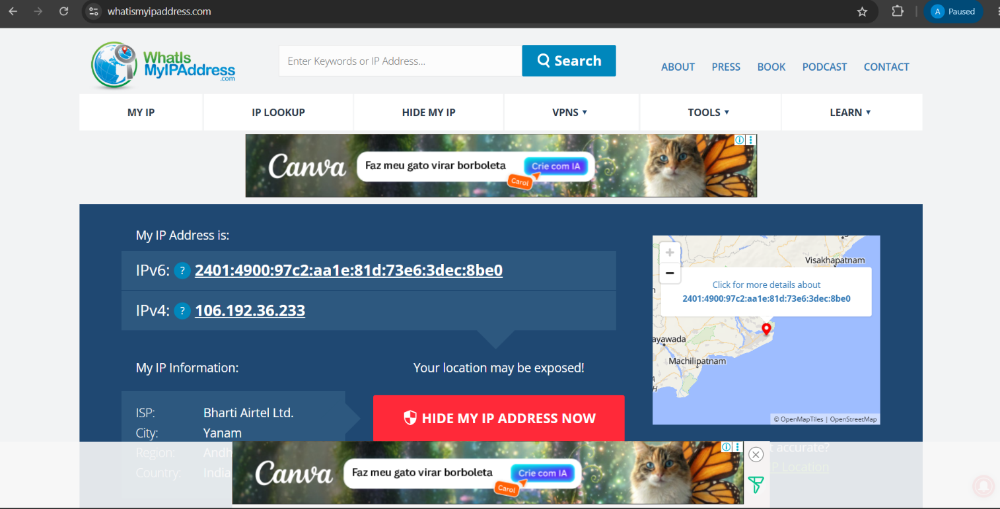 whatismyipaddress.com
A Paused
WhatIs
MyIPAddress
.com
Enter Keywords or IP Address...
Search
ABOUT PRESS BOOK PODCAST CONTACT
MY IP IP LOOKUP HIDE MY IP VPNS ▾ TOOLS ▾ LEARN ▾
Canva Faz meu gato virar borboleta Crie com IA
Carol
My IP Address is:
IPv6: ? 2401:4900:97c2:aa1e:81d:73e6:3dec:8be0
IPv4: ? 106.192.36.233
Visakhapatnam
Click for more details about
2401:4900:97c2:aa1e:81d:73e6:3dec:8be0
ayawada
Machilipatnam
© OpenMapTiles | OpenStreetMap
My IP Information:
Your location may be exposed!
ISP: Bharti Airtel Ltd.
City: Yanam
Region: Andh
Country: India
HIDE MY IP ADDRESS NOW
t accurate?
P Location
Canva Faz meu gato virar borboleta Crie com IA
Carol